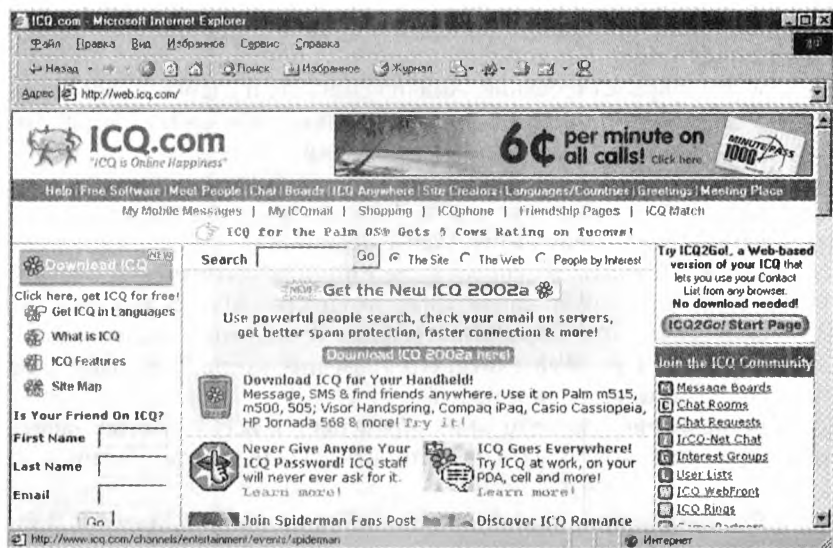 ICQ.com - Microsoft Internet Explorer
Файл Правка Вид Избранное Сервис Справка
Назад Поиск Избранное Журнал
Адрес http://web.icq.com/
ICQ.com
"ICQ is Online Happiness"
6¢ per minute on all calls! Click here
MINUTE PASS 1000
Help | Free Software | Meet People | Chat | Boards | ICQ Anywhere | Site Creators | Languages/Countries | Greetings | Meeting Place
My Mobile Messages | My ICQmail | Shopping | ICQphone | Friendship Pages | ICQ Match
ICQ for the Palm OS® Gets 5 Cows Rating on Tucows!
Download ICQ NEW
Click here, get ICQ for free!
Get ICQ in Languages
What is ICQ
ICQ Features
Site Map
Is Your Friend On ICQ?
First Name
Last Name
Email
Go
Search Go The Site The Web People by Interest
NEW Get the New ICQ 2002a
Use powerful people search, check your email on servers,
get better spam protection, faster connection & more!
Download ICQ 2002a here!
Download ICQ for Your Handheld!
Message, SMS & find friends anywhere. Use it on Palm m515,
m500, 505; Visor Handspring, Compaq iPaq, Casio Cassiopeia,
HP Jornada 568 & more! Try it!
Never Give Anyone Your
ICQ Password! ICQ staff
will never ever ask for it.
Learn more!
ICQ Goes Everywhere!
Try ICQ at work, on your
PDA, cell and more!
Learn more!
Join Spiderman Fans Post
Discover ICQ Romance
Try ICQ2Go!, a Web-based
version of your ICQ that
lets you use your Contact
List from any browser.
No download needed!
ICQ2Go! Start Page
Join the ICQ Community
Message Boards
Chat Rooms
Chat Requests
IrCQ-Net Chat
Interest Groups
User Lists
ICQ WebFront
ICQ Rings
Game Partners
http://www.icq.com/channels/entertainment/events/spiderman
Интернет